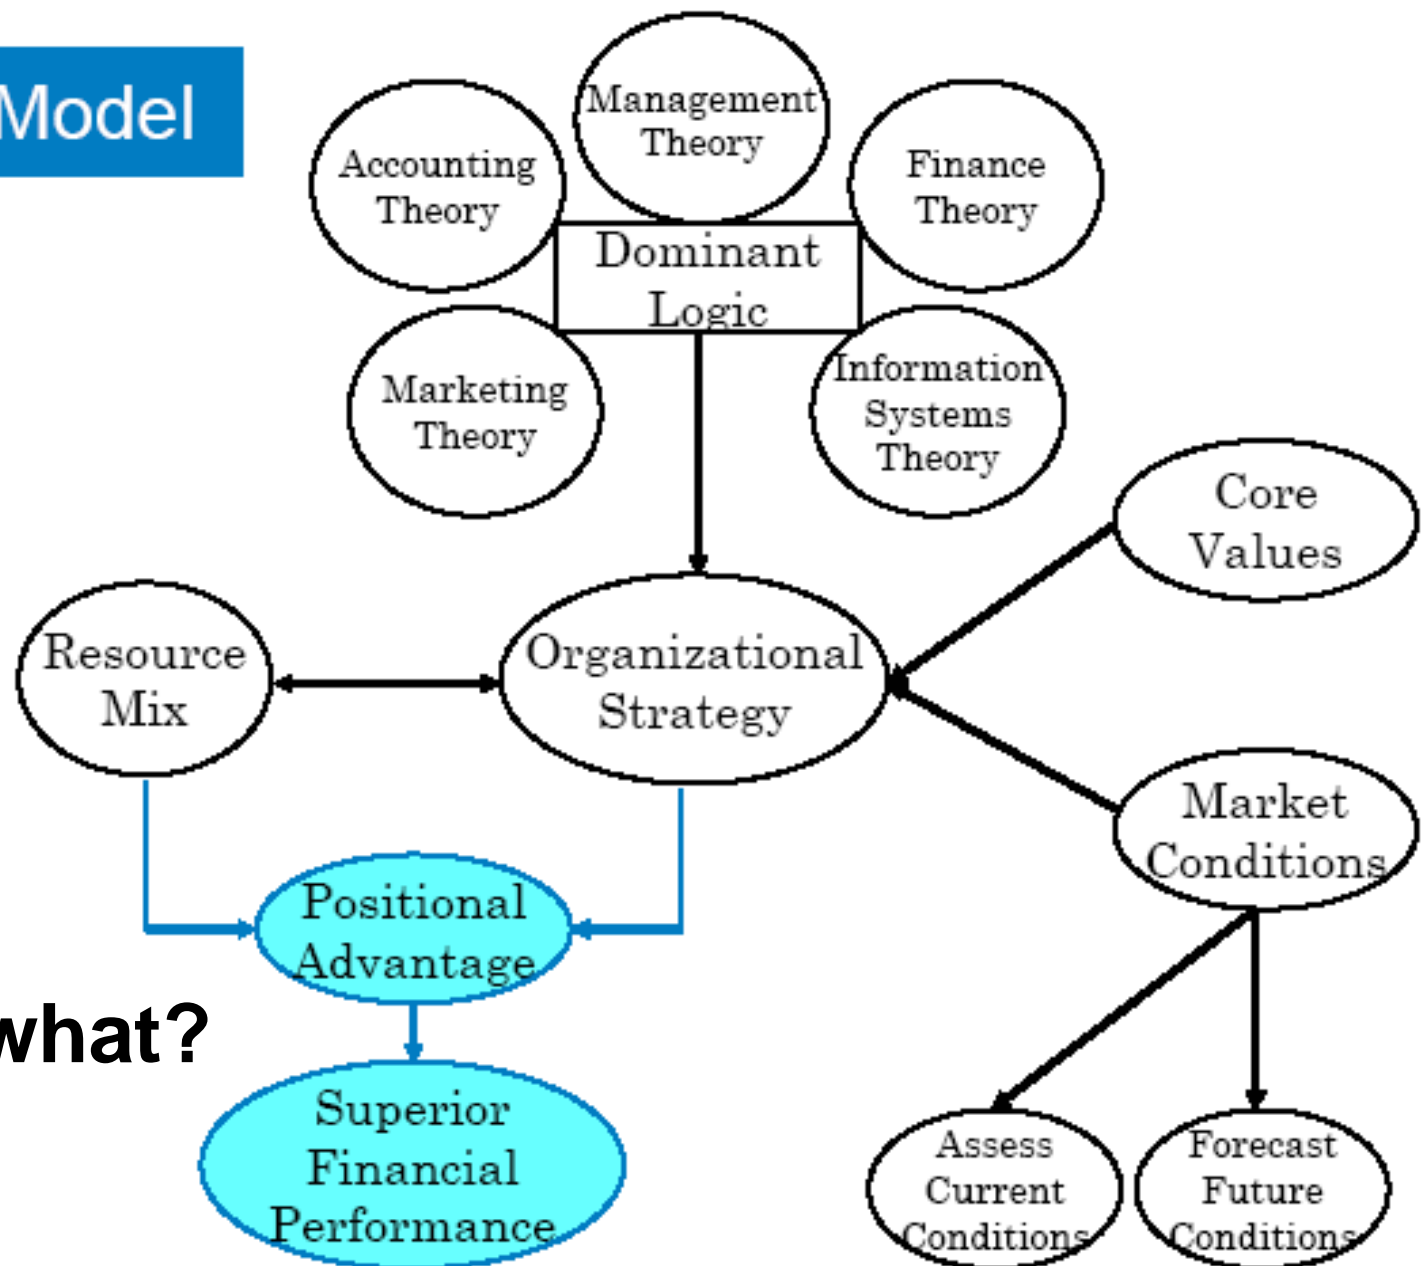 Model
Management
Theory
Accounting
Theory
Finance
Theory
Dominant
Logic
Marketing
Theory
Information
Systems
Theory
Core
Values
Resource
Mix
Organizational
Strategy
Market
Conditions
Positional
Advantage
what?
Superior
Financial
Performance
Assess
Current
Conditions
Forecast
Future
Conditions